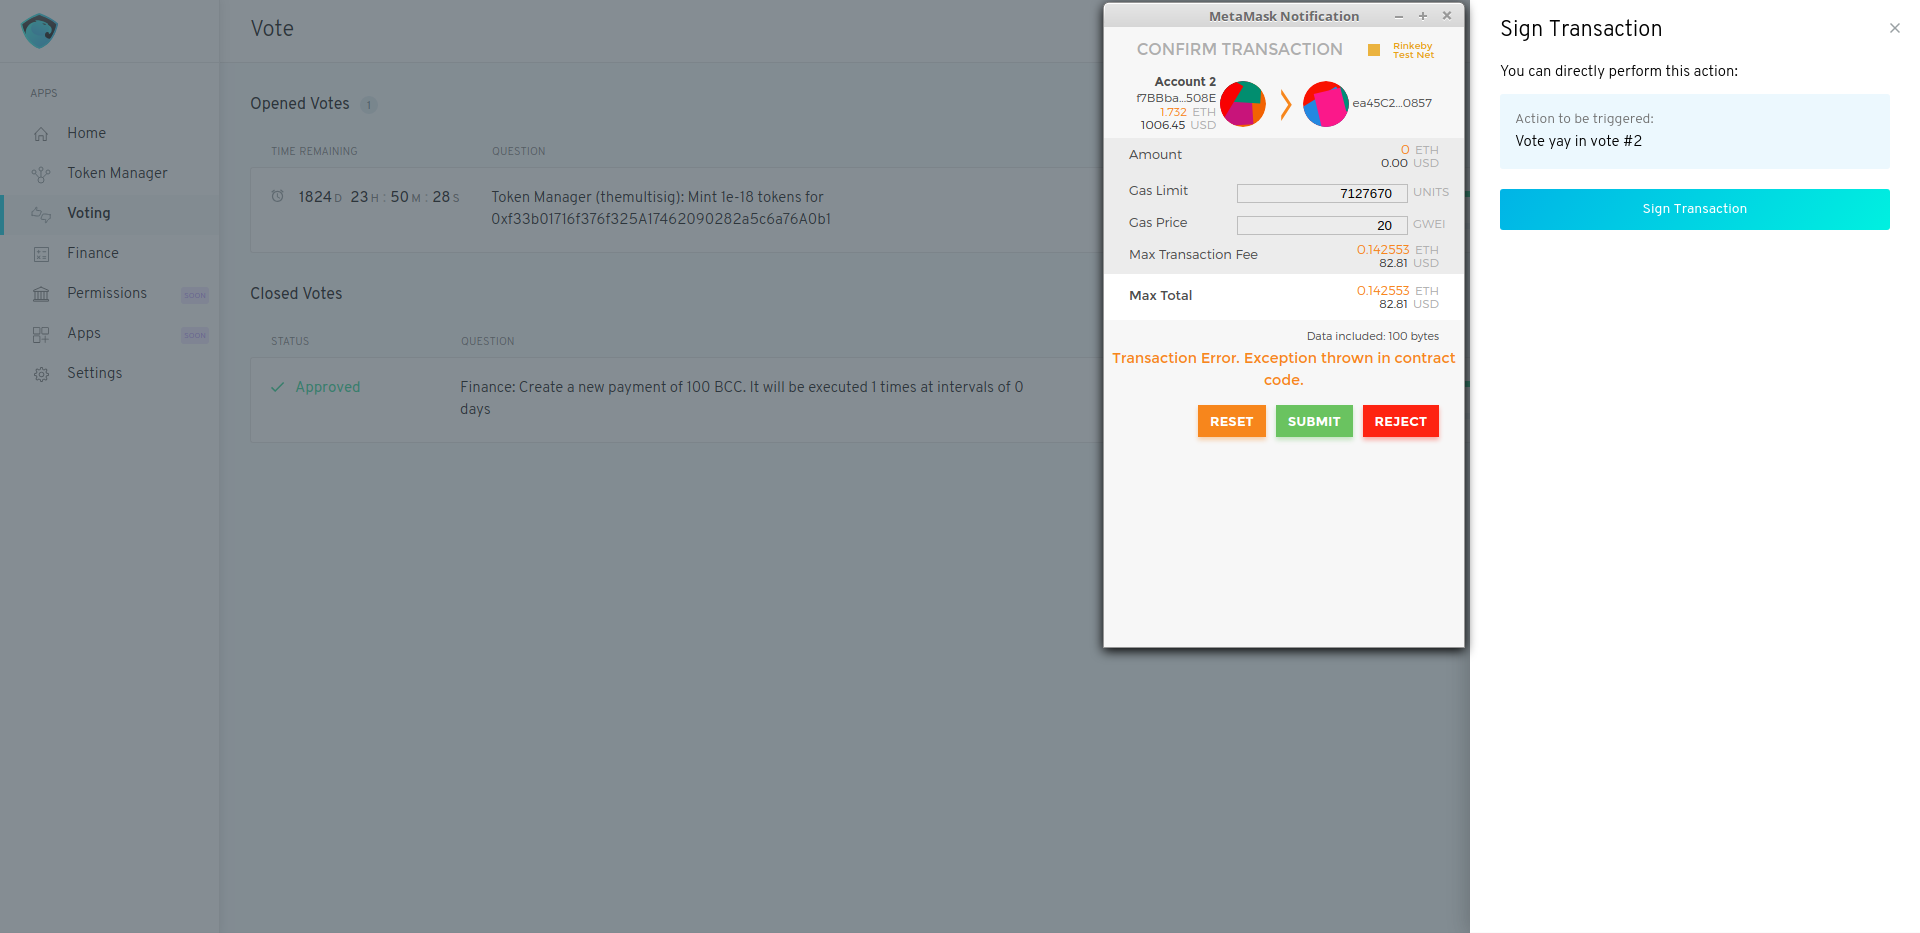 Vote
APPS
Home
Token Manager
Voting
Finance
Permissions SOON
Apps SOON
Settings
Opened Votes 1
TIME REMAINING QUESTION
1824 D 23 H : 50 M : 28 S
Token Manager (themultisig): Mint 1e-18 tokens for
0xf33b01716f376f325A17462090282a5c6a76A0b1
Closed Votes
STATUS QUESTION
Approved
Finance: Create a new payment of 100 BCC. It will be executed 1 times at intervals of 0
days
MetaMask Notification
CONFIRM TRANSACTION
Rinkeby
Test Net
Account 2
f7BBba...508E
1.732 ETH
1006.45 USD
ea45C2...0857
Amount 0 ETH
0.00 USD
Gas Limit 7127670 UNITS
Gas Price 20 GWEI
Max Transaction Fee 0.142553 ETH
82.81 USD
Max Total 0.142553 ETH
82.81 USD
Data included: 100 bytes
Transaction Error. Exception thrown in contract
code.
RESET SUBMIT REJECT
Sign Transaction
You can directly perform this action:
Action to be triggered:
Vote yay in vote #2
Sign Transaction